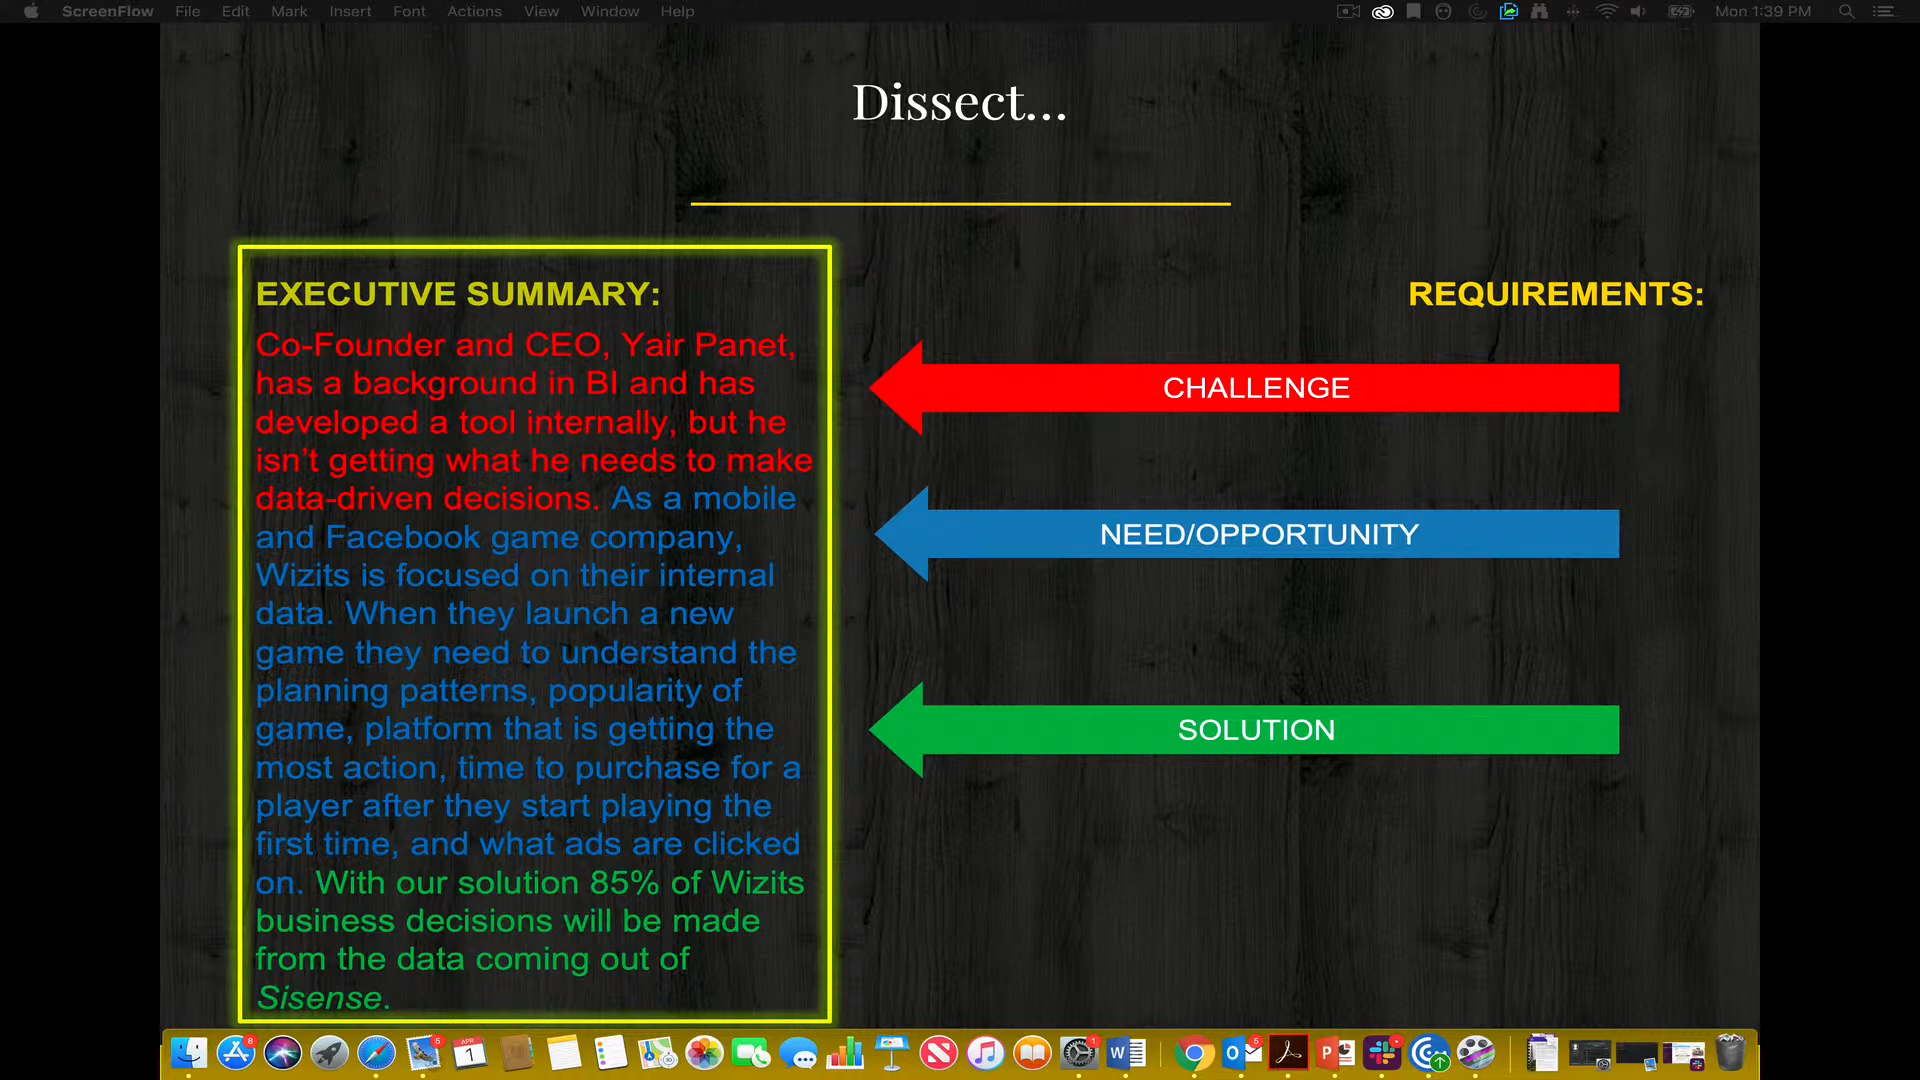 ScreenFlow File Edit Mark Insert Font Actions View Window Help Mon 1:39 PM
Dissect...
EXECUTIVE SUMMARY:
REQUIREMENTS:
Co-Founder and CEO, Yair Panet,
has a background in BI and has
developed a tool internally, but he
isn't getting what he needs to make
data-driven decisions. As a mobile
and Facebook game company,
Wizits is focused on their internal
data. When they launch a new
game they need to understand the
planning patterns, popularity of
game, platform that is getting the
most action, time to purchase for a
player after they start playing the
first time, and what ads are clicked
on. With our solution 85% of Wizits
business decisions will be made
from the data coming out of
Sisense.
CHALLENGE
NEED/OPPORTUNITY
SOLUTION
8
5
APR
1
1
5